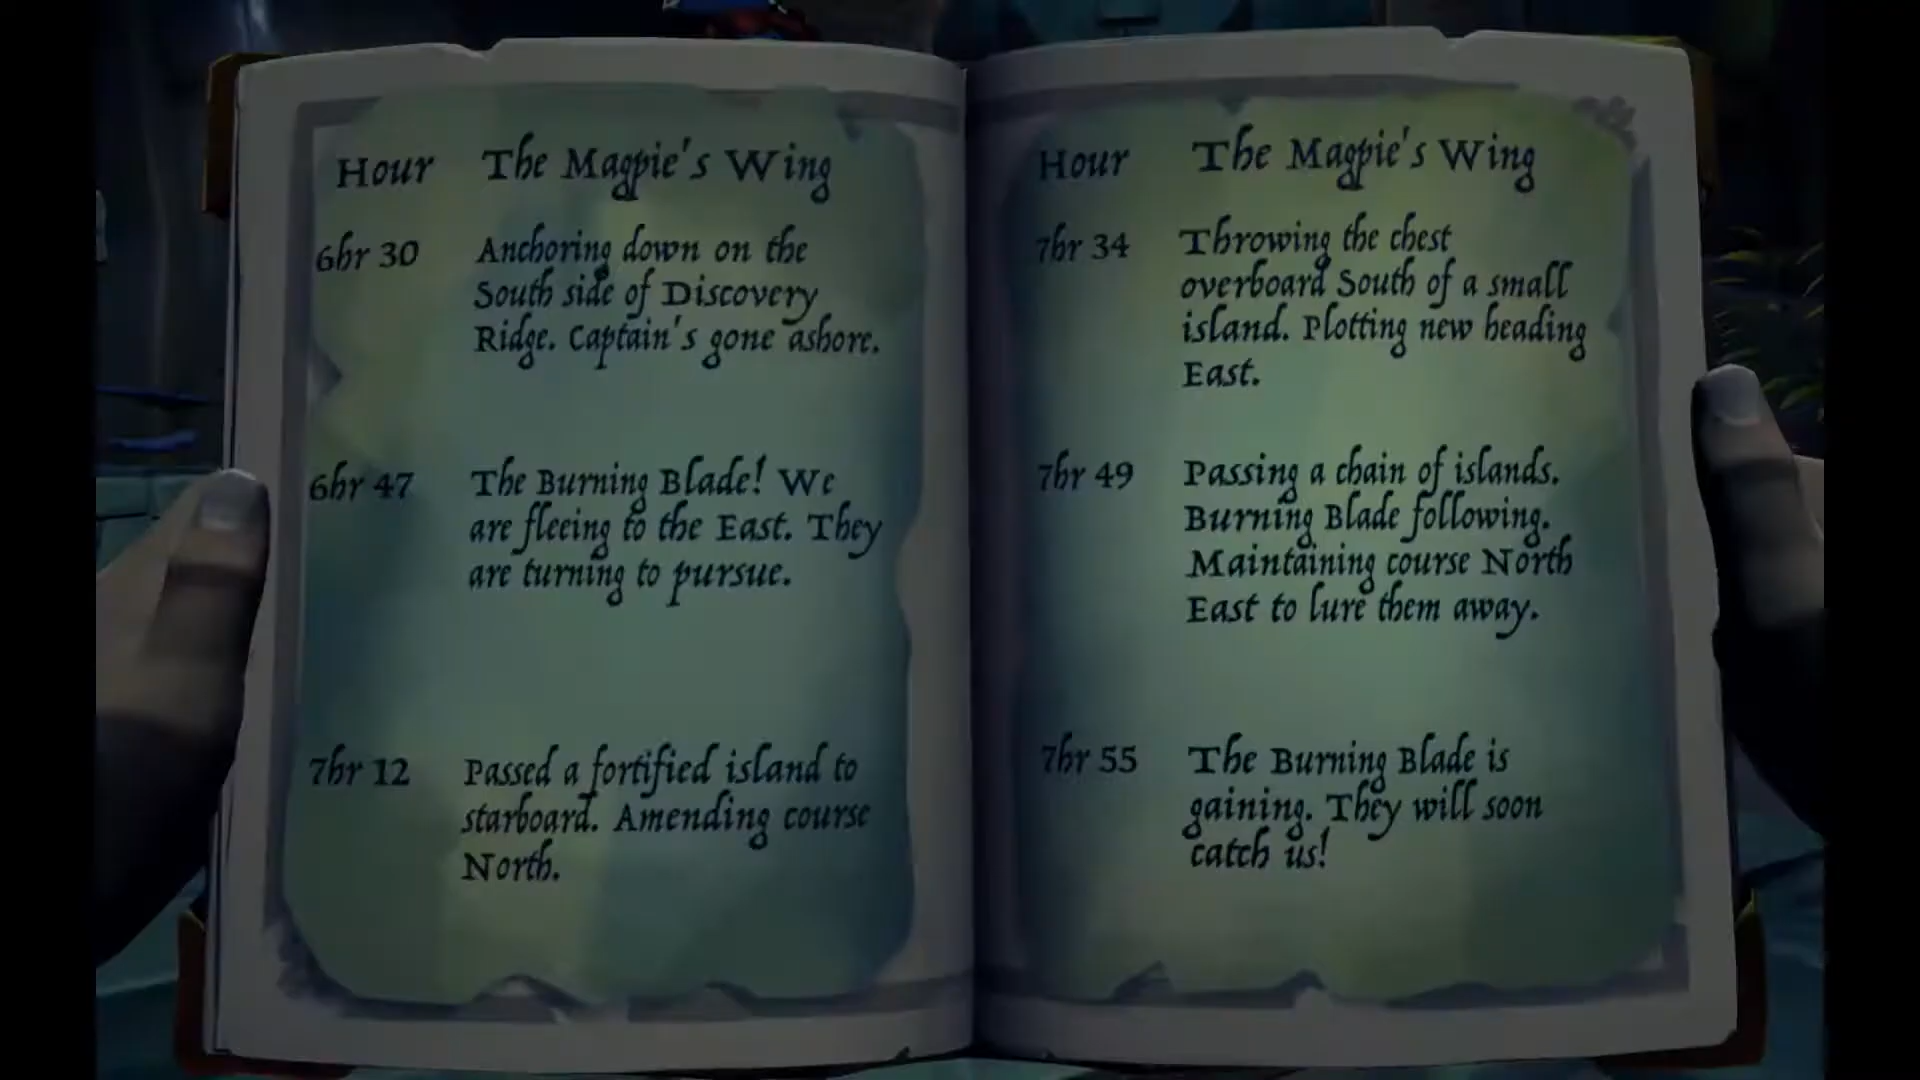 Hour The Magpie's Wing
6hr 30 Anchoring down on the
South side of Discovery
Ridge. Captain's gone ashore.
6hr 47 The Burning Blade! We
are fleeing to the East. They
are turning to pursue.
7hr 12 Passed a fortified island to
starboard. Amending course
North.
Hour The Magpie's Wing
7hr 34 Throwing the chest
overboard South of a small
island. Plotting new heading
East.
7hr 49 Passing a chain of islands.
Burning Blade following.
Maintaining course North
East to lure them away.
7hr 55 The Burning Blade is
gaining. They will soon
catch us!